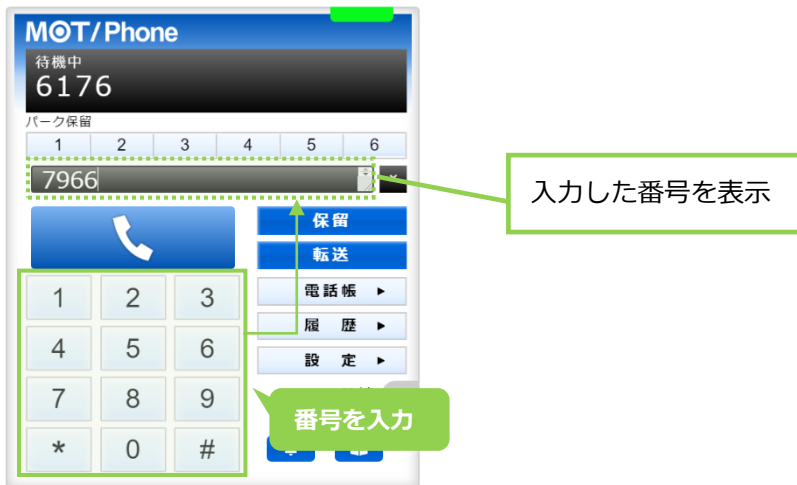 MOT/Phone
待機中
6176
パーク保留
1 2 3 4 5 6
7966
入力した番号を表示
保留
転送
1 2 3
電話帳 ►
履 歴 ►
4 5 6
設 定 ►
7 8 9
番号を入力
* 0 #